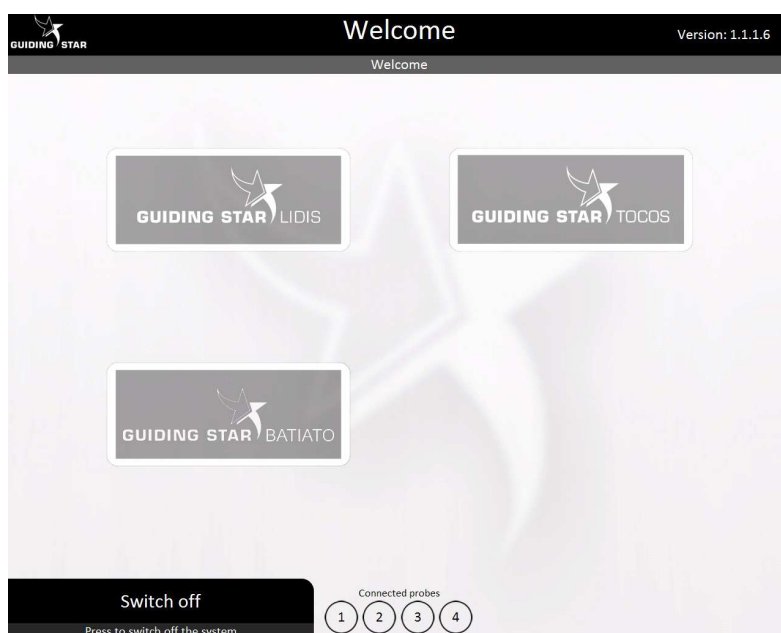 GUIDING STAR
Welcome
Version: 1.1.1.6
Welcome
GUIDING STAR LIDIS
GUIDING STAR TOCOS
GUIDING STAR BATIATO
Switch off
Press to switch off the system
Connected probes
1 2 3 4